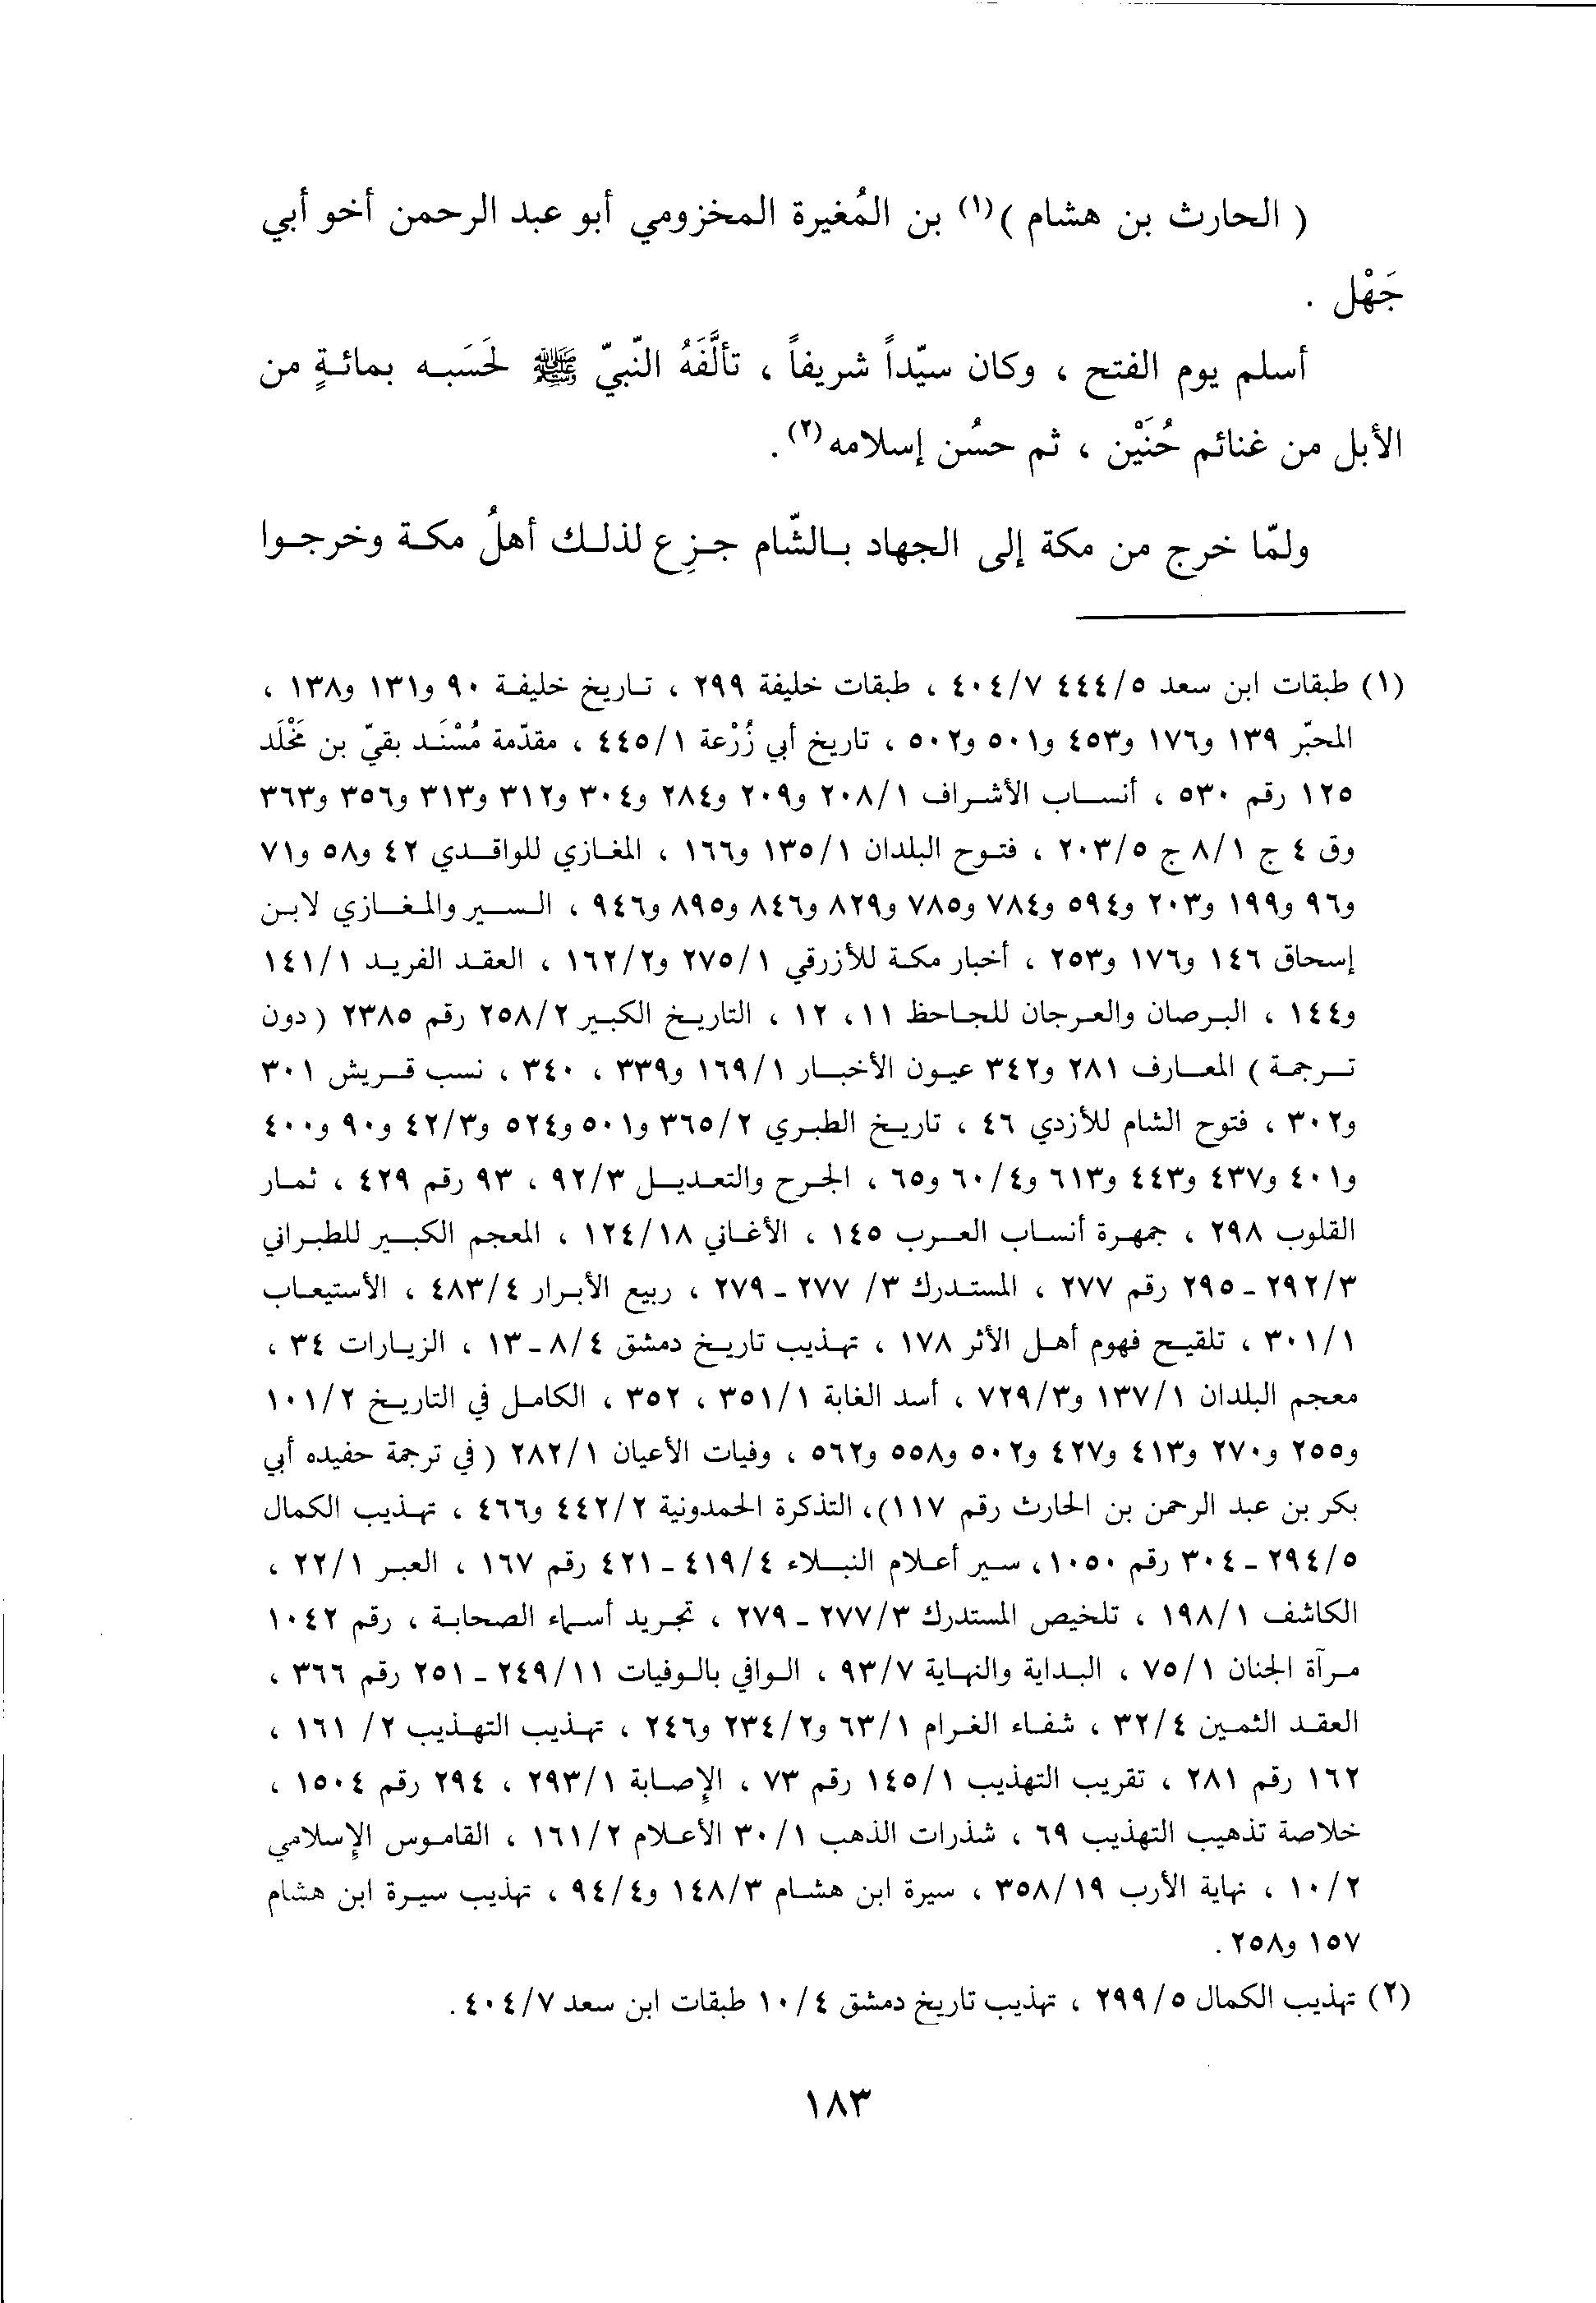 ( الحارث بن هشام )(١) بن المُغيرة المخزومي أبو عبد الرحمن أخو أبي
جَهْل .
أسلم يوم الفتح ، وكان سيّداً شريفاً ، تألَّفَهُ النّبيّ ﷺ لحَسَبه بمائةٍ من
الأبل من غنائم حُنَيْن ، ثم حسُن إسلامه(٢) .
ولمّا خرج من مكة إلى الجهاد بالشّام جزِع لذلك أهلُ مكة وخرجوا
(١) طبقات ابن سعد ٤٤٤/٥ ٤٠٤/٧ ، طبقات خليفة ٢٩٩ ، تاريخ خليفة ٩٠ و١٣١ و١٣٨ ،
المحبّر ١٣٩ و١٧٦ و٤٥٣ و٥٠١ و٥٠٢ ، تاريخ أبي زُرْعة ٤٤٥/١ ، مقدّمة مُسْنَد بقيّ بن مَخْلَد
١٢٥ رقم ٥٣٠ ، أنساب الأشراف ٢٠٨/١ و٢٠٩ و٢٨٤ و٣٠٤ و٣١٢ و٣١٣ و٣٥٦ و٣٦٣
وق ٤ ج ٨/١ ج ٢٠٣/٥ ، فتوح البلدان ١٣٥/١ و١٦٦ ، المغازي للواقدي ٤٢ و٥٨ و٧١
و٩٦ و١٩٩ و٢٠٣ و٥٩٤ و٧٨٤ و٧٨٥ و٨٢٩ و٨٤٦ و٨٩٥ و٩٤٦ ، السير والمغازي لابن
إسحاق ١٤٦ و١٧٦ و٢٥٣ ، أخبار مكة للأزرقي ٢٧٥/١ و١٦٢/٢ ، العقد الفريد ١٤١/١
و١٤٤ ، البرصان والعرجان للجاحظ ١١، ١٢ ، التاريخ الكبير ٢٥٨/٢ رقم ٢٣٨٥ ( دون
ترجمة ) المعارف ٢٨١ و٣٤٢ عيون الأخبار ١٦٩/١ و٣٣٩ ، ٣٤٠ ، نسب قريش ٣٠١
و٣٠٢ ، فتوح الشام للأزدي ٤٦ ، تاريخ الطبري ٣٦٥/٢ و٥٠١ و٥٢٤ و٤٢/٣ و٩٠ و٤٠٠
و٤٠١ و٤٣٧ و٤٤٣ و٦١٣ و٦٠/٤ و٦٥ ، الجرح والتعديل ٩٢/٣ ، ٩٣ رقم ٤٢٩ ، ثمار
القلوب ٢٩٨ ، جمهرة أنساب العرب ١٤٥ ، الأغاني ١٢٤/١٨ ، المعجم الكبير للطبراني
٢٩٢/٣ - ٢٩٥ رقم ٢٧٧ ، المستدرك ٣/ ٢٧٧ - ٢٧٩ ، ربيع الأبرار ٤٨٣/٤ ، الأستيعاب
٣٠١/١ ، تلقيح فهوم أهل الأثر ١٧٨ ، تهذيب تاريخ دمشق ٨/٤ - ١٣ ، الزيارات ٣٤ ،
معجم البلدان ١٣٧/١ و٧٢٩/٣ ، أسد الغابة ٣٥١/١ ، ٣٥٢ ، الكامل في التاريخ ١٠١/٢
و٢٥٥ و٢٧٠ و٤١٣ و٤٢٧ و٥٠٢ و٥٥٨ و٥٦٢ ، وفيات الأعيان ٢٨٢/١ ( في ترجمة حفيده أبي
بكر بن عبد الرحمن بن الحارث رقم ١١٧)، التذكرة الحمدونية ٤٤٢/٢ و٤٦٦ ، تهذيب الكمال
٢٩٤/٥ - ٣٠٤ رقم ١٠٥٠، سير أعلام النبلاء ٤١٩/٤ - ٤٢١ رقم ١٦٧ ، العبر ٢٢/١ ،
الكاشف ١٩٨/١ ، تلخيص المستدرك ٢٧٧/٣ - ٢٧٩ ، تجريد أسماء الصحابة ، رقم ١٠٤٢
مرآة الجنان ٧٥/١ ، البداية والنهاية ٩٣/٧ ، الوافي بالوفيات ٢٤٩/١١ - ٢٥١ رقم ٣٦٦ ،
العقد الثمين ٣٢/٤ ، شفاء الغرام ٦٣/١ و٢٣٤/٢ و٢٤٦ ، تهذيب التهذيب ٢/ ١٦١ ،
١٦٢ رقم ٢٨١ ، تقريب التهذيب ١٤٥/١ رقم ٧٣ ، الإصابة ٢٩٣/١ ، ٢٩٤ رقم ١٥٠٤ ،
خلاصة تذهيب التهذيب ٦٩ ، شذرات الذهب ٣٠/١ الأعلام ١٦١/٢ ، القاموس الإسلامي
١٠/٢ ، نهاية الأرب ٣٥٨/١٩ ، سيرة ابن هشام ١٤٨/٣ و٩٤/٤ ، تهذيب سيرة ابن هشام
١٥٧ و٢٥٨ .
(٢) تهذيب الكمال ٢٩٩/٥ ، تهذيب تاريخ دمشق ١٠/٤ طبقات ابن سعد ٤٠٤/٧ .
١٨٣